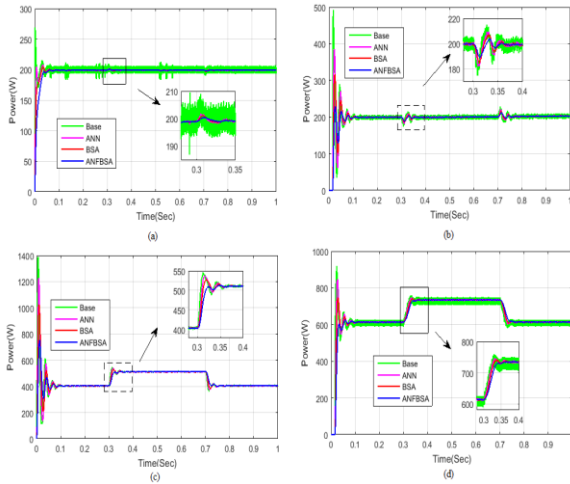 300
250
200
150
100
50
0
Power(W)
Base
ANN
BSA
ANFBSA
210
200
190
0.3
0.35
0 0.1 0.2 0.3 0.4 0.5 0.6 0.7 0.8 0.9 1
Time(Sec)
(a)
500
400
300
200
100
0
Power(W)
Base
ANN
BSA
ANFBSA
220
200
180
0.3 0.35 0.4
0 0.1 0.2 0.3 0.4 0.5 0.6 0.7 0.8 0.9 1
Time(Sec)
(b)
1400
1200
1000
800
600
400
200
0
Power(W)
Base
ANN
BSA
ANFBSA
550
500
450
400
0.3 0.35 0.4
0 0.1 0.2 0.3 0.4 0.5 0.6 0.7 0.8 0.9 1
Time(Sec)
(c)
1000
800
600
400
200
0
Power(W)
Base
ANN
BSA
ANFBSA
800
700
600
0.3 0.35 0.4
0 0.1 0.2 0.3 0.4 0.5 0.6 0.7 0.8 0.9 1
Time(Sec)
(d)